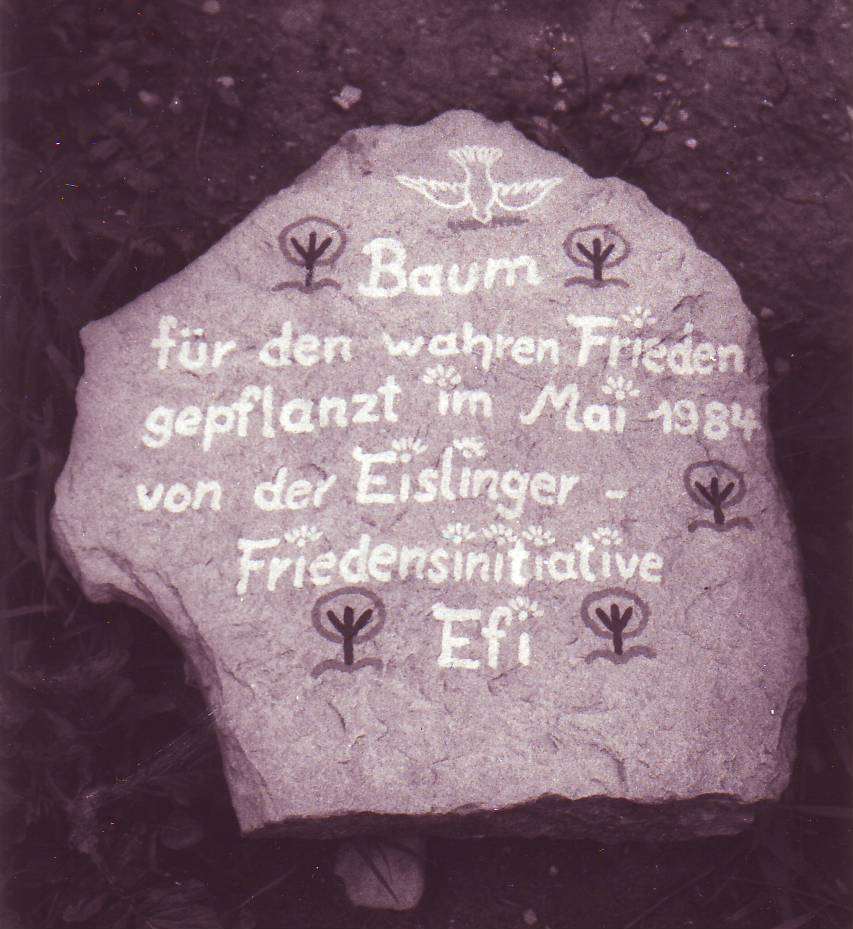 Baum
für den wahren Frieden
gepflanzt im Mai 1984
von der Eislinger -
Friedensinitiative
Efi